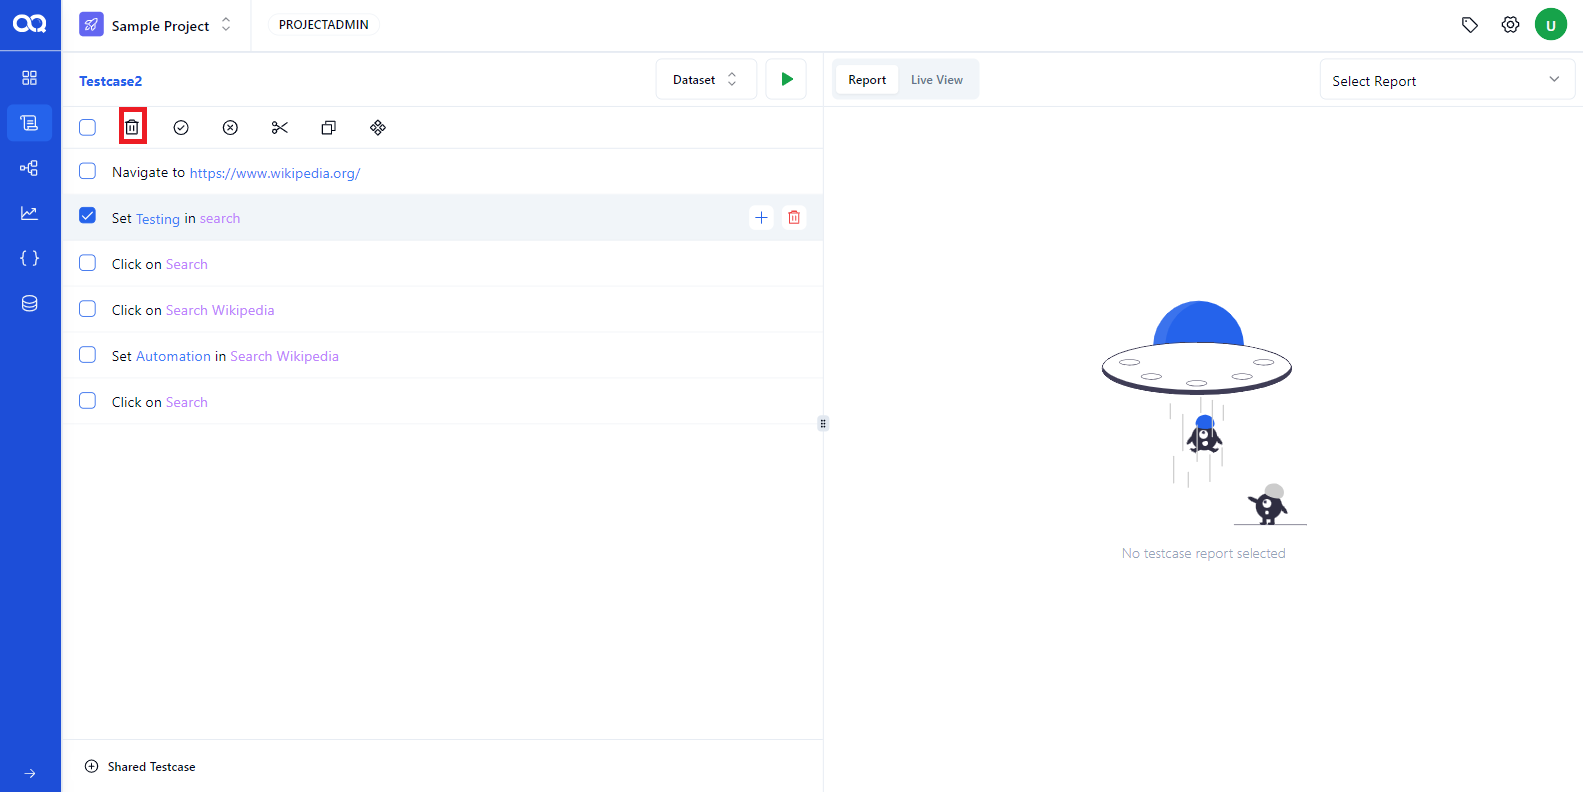 Sample Project
PROJECTADMIN
U
Testcase2
Dataset
Report
Live View
Select Report
Navigate to https://www.wikipedia.org/
Set Testing in search
Click on Search
Click on Search Wikipedia
Set Automation in Search Wikipedia
Click on Search
No testcase report selected
Shared Testcase